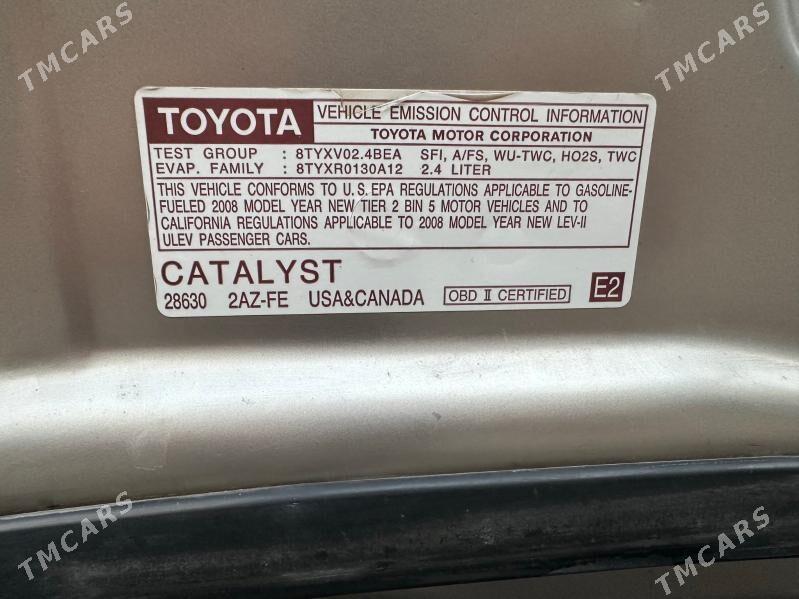 TMCARS
TMCARS
TMCARS
TOYOTA
VEHICLE EMISSION CONTROL INFORMATION
TOYOTA MOTOR CORPORATION
TEST GROUP : 8TYXV02.4BEA SFI, A/FS, WU-TWC, HO2S, TWC
EVAP. FAMILY : 8TYXR0130A12 2.4 LITER
THIS VEHICLE CONFORMS TO U.S. EPA REGULATIONS APPLICABLE TO GASOLINE-
FUELED 2008 MODEL YEAR NEW TIER 2 BIN 5 MOTOR VEHICLES AND TO
CALIFORNIA REGULATIONS APPLICABLE TO 2008 MODEL YEAR NEW LEV-II
ULEV PASSENGER CARS.
CATALYST
28630 2AZ-FE USA&CANADA OBD II CERTIFIED E2
TMCARS
TMCARS